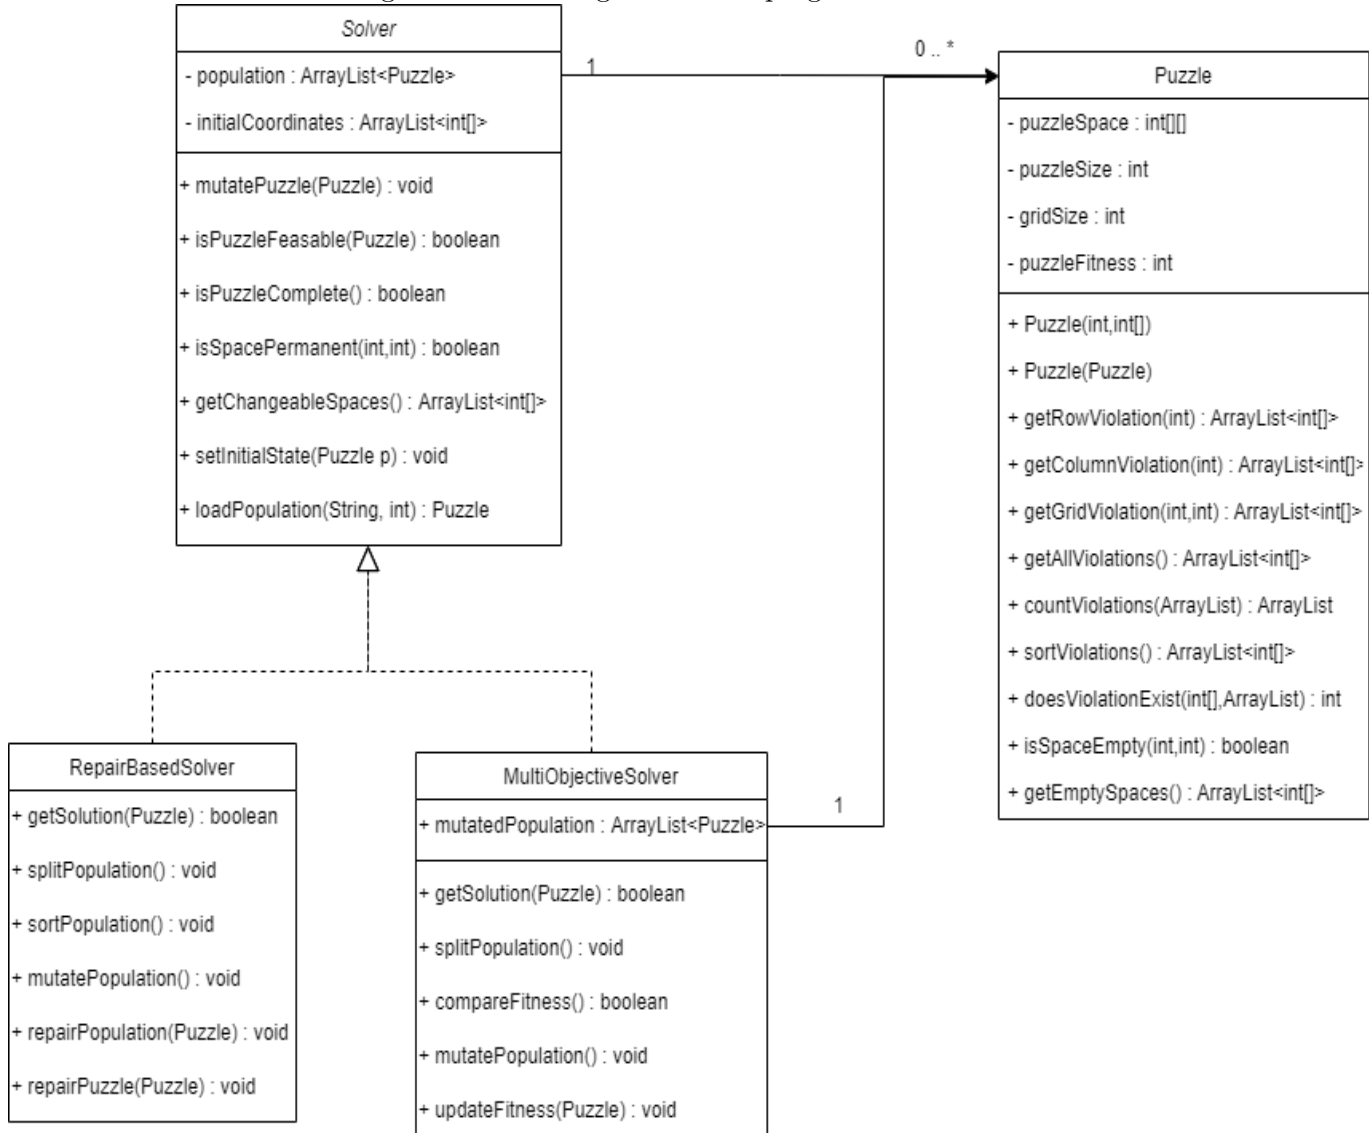 Solver
- population : ArrayList<Puzzle>
- initialCoordinates : ArrayList<int[]>
+ mutatePuzzle(Puzzle) : void
+ isPuzzleFeasable(Puzzle) : boolean
+ isPuzzleComplete() : boolean
+ isSpacePermanent(int,int) : boolean
+ getChangeableSpaces() : ArrayList<int[]>
+ setInitialState(Puzzle p) : void
+ loadPopulation(String, int) : Puzzle
1
0 .. *
Puzzle
- puzzleSpace : int[][]
- puzzleSize : int
- gridSize : int
- puzzleFitness : int
+ Puzzle(int,int[])
+ Puzzle(Puzzle)
+ getRowViolation(int) : ArrayList<int[]>
+ getColumnViolation(int) : ArrayList<int[]>
+ getGridViolation(int,int) : ArrayList<int[]>
+ getAllViolations() : ArrayList<int[]>
+ countViolations(ArrayList) : ArrayList
+ sortViolations() : ArrayList<int[]>
+ doesViolationExist(int[],ArrayList) : int
+ isSpaceEmpty(int,int) : boolean
+ getEmptySpaces() : ArrayList<int[]>
RepairBasedSolver
+ getSolution(Puzzle) : boolean
+ splitPopulation() : void
+ sortPopulation() : void
+ mutatePopulation() : void
+ repairPopulation(Puzzle) : void
+ repairPuzzle(Puzzle) : void
MultiObjectiveSolver
+ mutatedPopulation : ArrayList<Puzzle>
+ getSolution(Puzzle) : boolean
+ splitPopulation() : void
+ compareFitness() : boolean
+ mutatePopulation() : void
+ updateFitness(Puzzle) : void
1